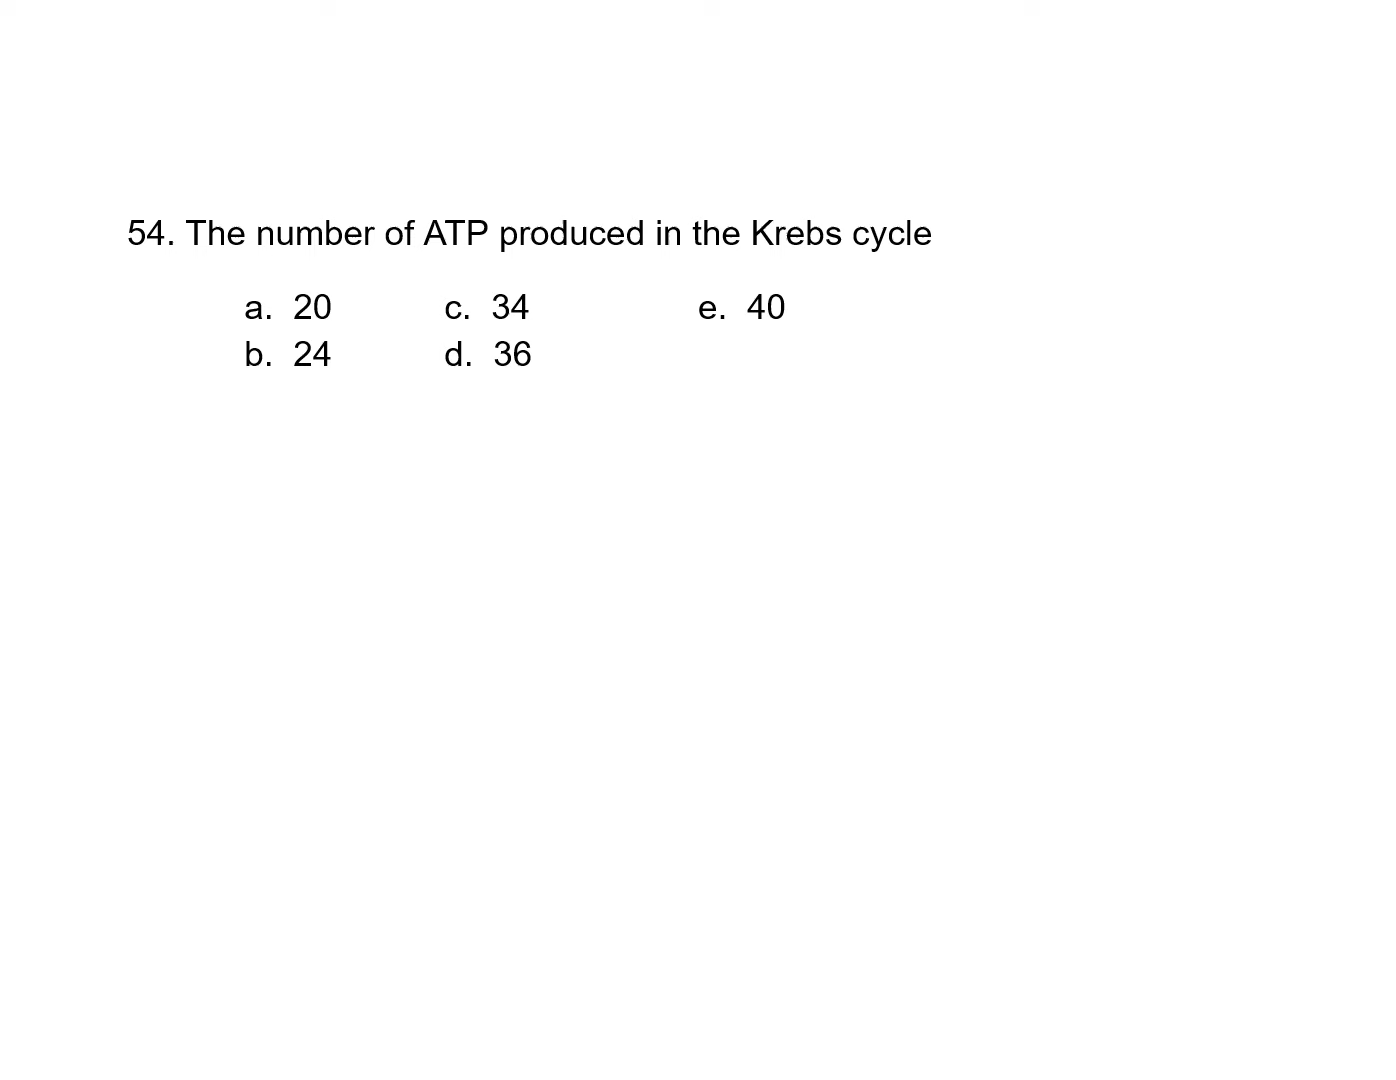 54. The number of ATP produced in the Krebs cycle
a. 20 c. 34 e. 40
b. 24 d. 36